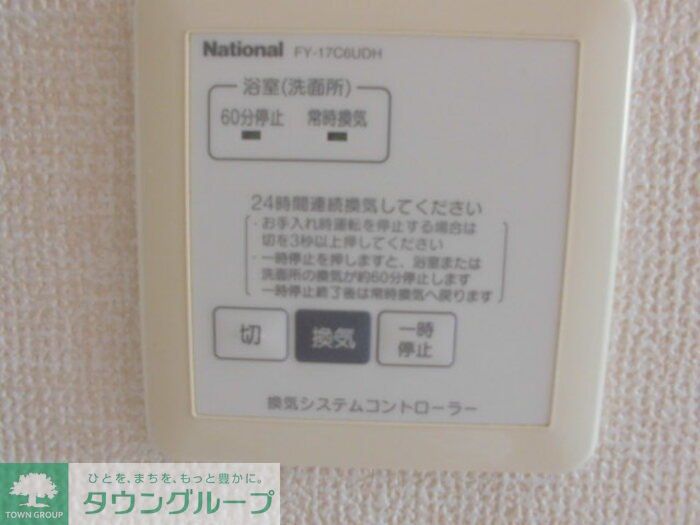 National FY-17C6UDH
浴室(洗面所)
60分停止 常時換気
24時間連続換気してください
・お手入れ時運転を停止する場合は
切を3秒以上押してください
・一時停止を押しますと、浴室または
洗面所の換気が約60分停止します
一時停止終了後は常時換気へ戻ります
切 換気 一時
停止
換気システムコントローラー
ひとを、まちを、もっと豊かに。
タウングループ
TOWN GROUP